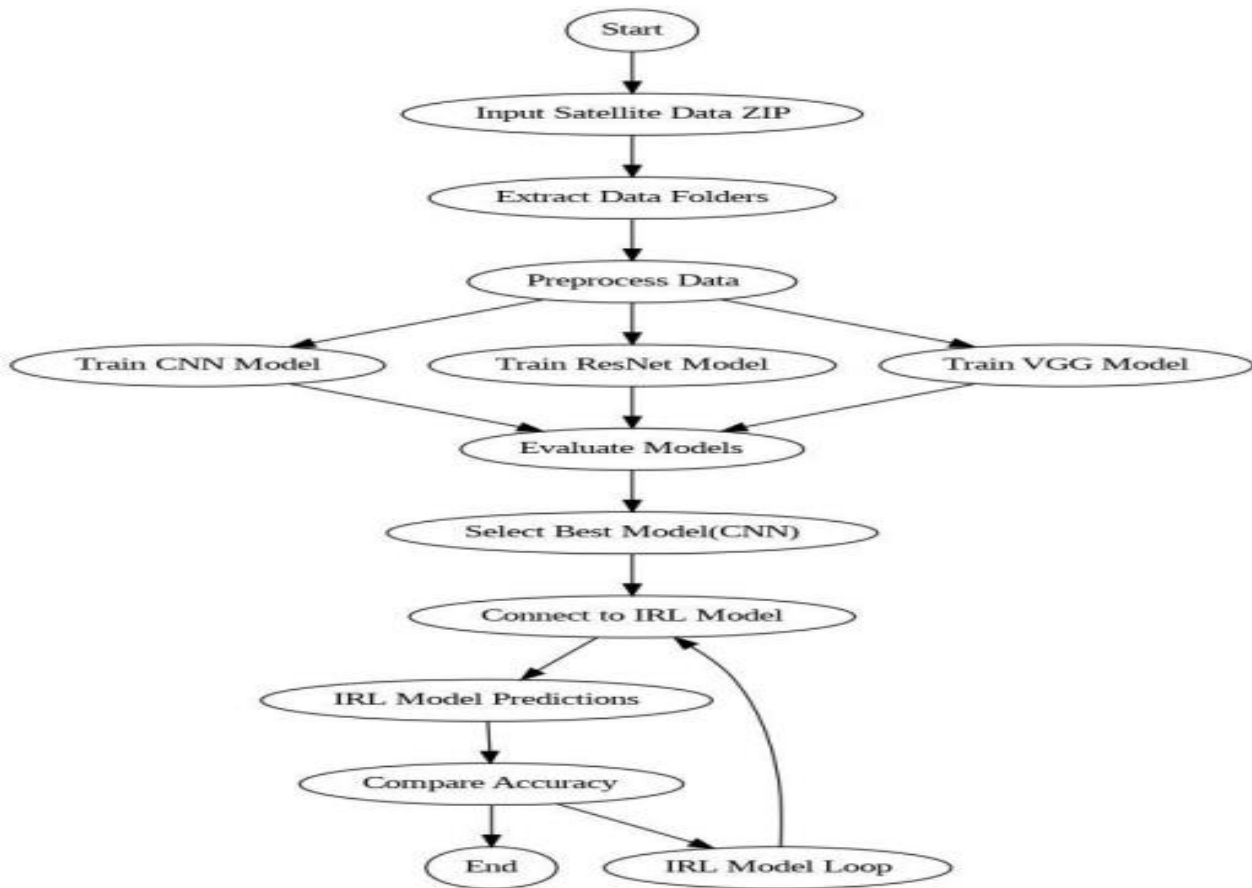 Start
Input Satellite Data ZIP
Extract Data Folders
Preprocess Data
Train CNN Model
Train ResNet Model
Train VGG Model
Evaluate Models
Select Best Model(CNN)
Connect to IRL Model
IRL Model Predictions
Compare Accuracy
End
IRL Model Loop